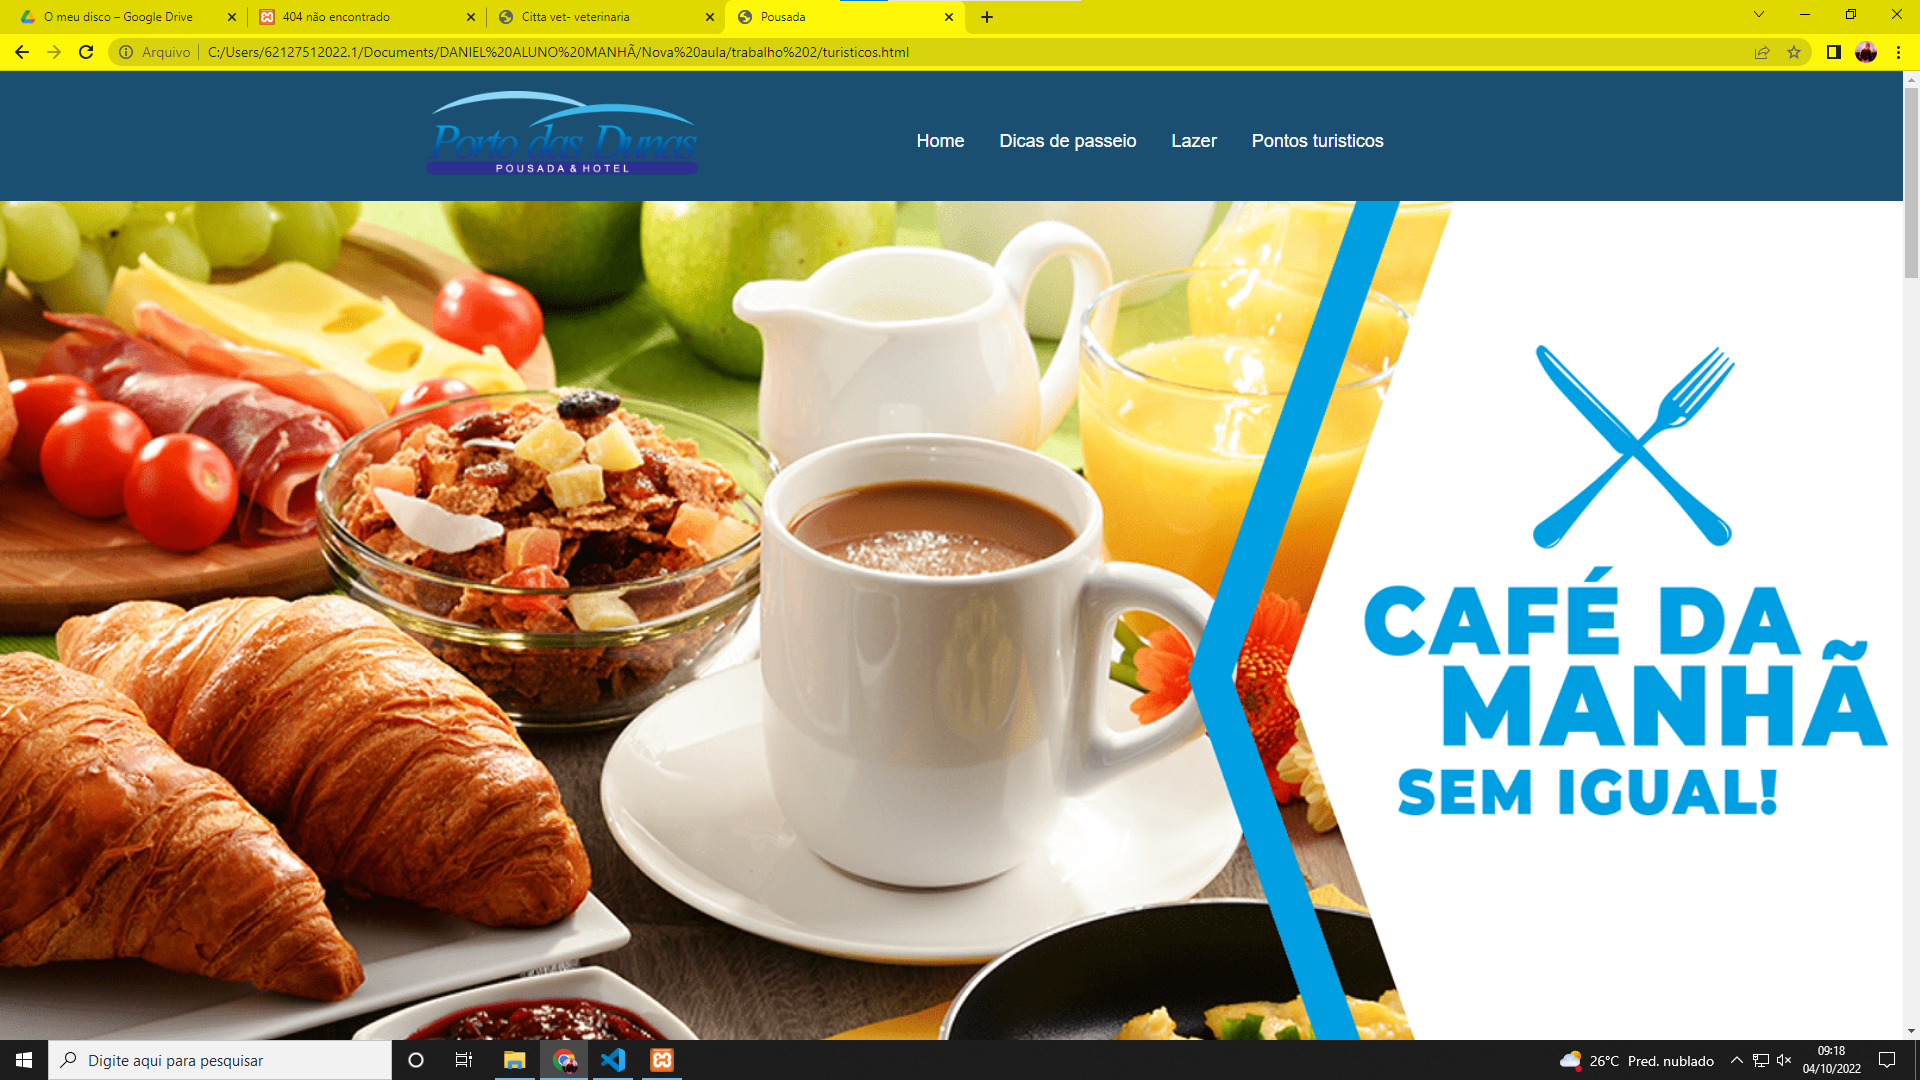 O meu disco – Google Drive
404 não encontrado
Citta vet- veterinaria
Pousada
Arquivo
C:/Users/62127512022.1/Documents/DANIEL%20ALUNO%20MANHÃ/Nova%20aula/trabalho%202/turisticos.html
Porto das Dunas
POUSADA & HOTEL
Home
Dicas de passeio
Lazer
Pontos turisticos
CAFÉ DA
MANHÃ
SEM IGUAL!
Digite aqui para pesquisar
26°C Pred. nublado
09:18
04/10/2022